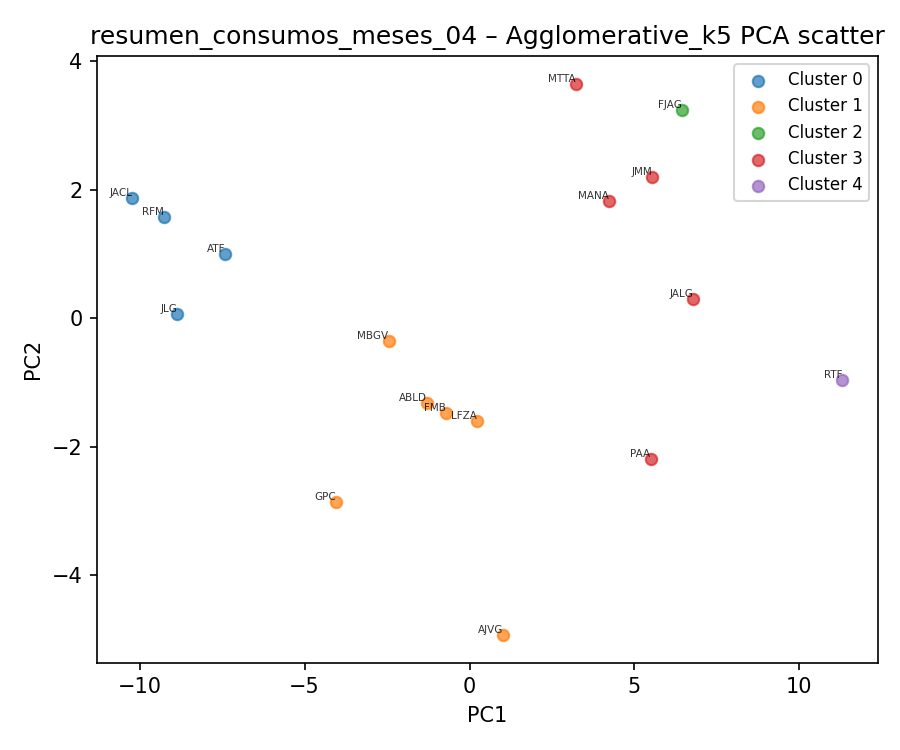 resumen_consumos_meses_04 – Agglomerative_k5 PCA scatter
Cluster 0
Cluster 1
Cluster 2
Cluster 3
Cluster 4
MTTA
FJAG
JMM
MANA
JACL
RFM
ATF
JLG
JALG
MBGV
RTF
ABLD
FMB
LFZA
PAA
GPC
AJVG
4
2
0
−2
−4
PC2
−10
−5
0
5
10
PC1